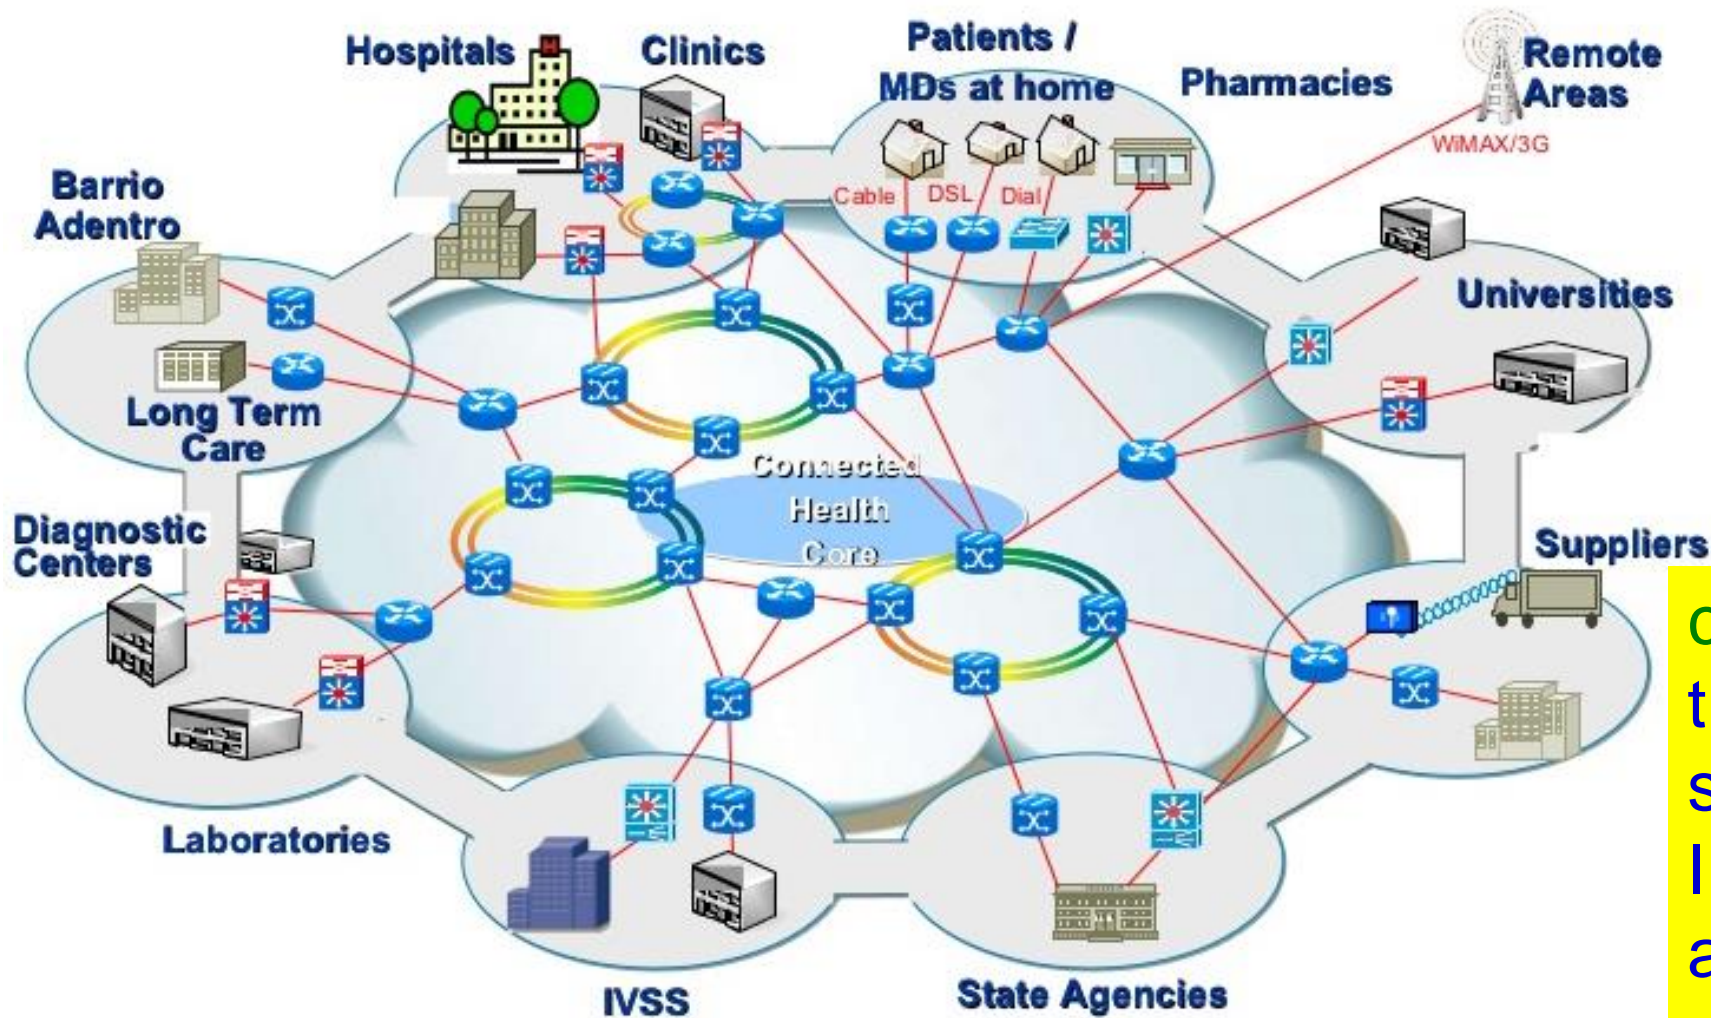 Hospitals
Clinics
Patients /
MDs at home
Pharmacies
Remote
Areas
WiMAX/3G
Barrio
Adentro
Cable
DSL
Dial
Universities
Long Term
Care
Connected
Health
Core
Diagnostic
Centers
Suppliers
Laboratories
IVSS
State Agencies
t
s
I
a